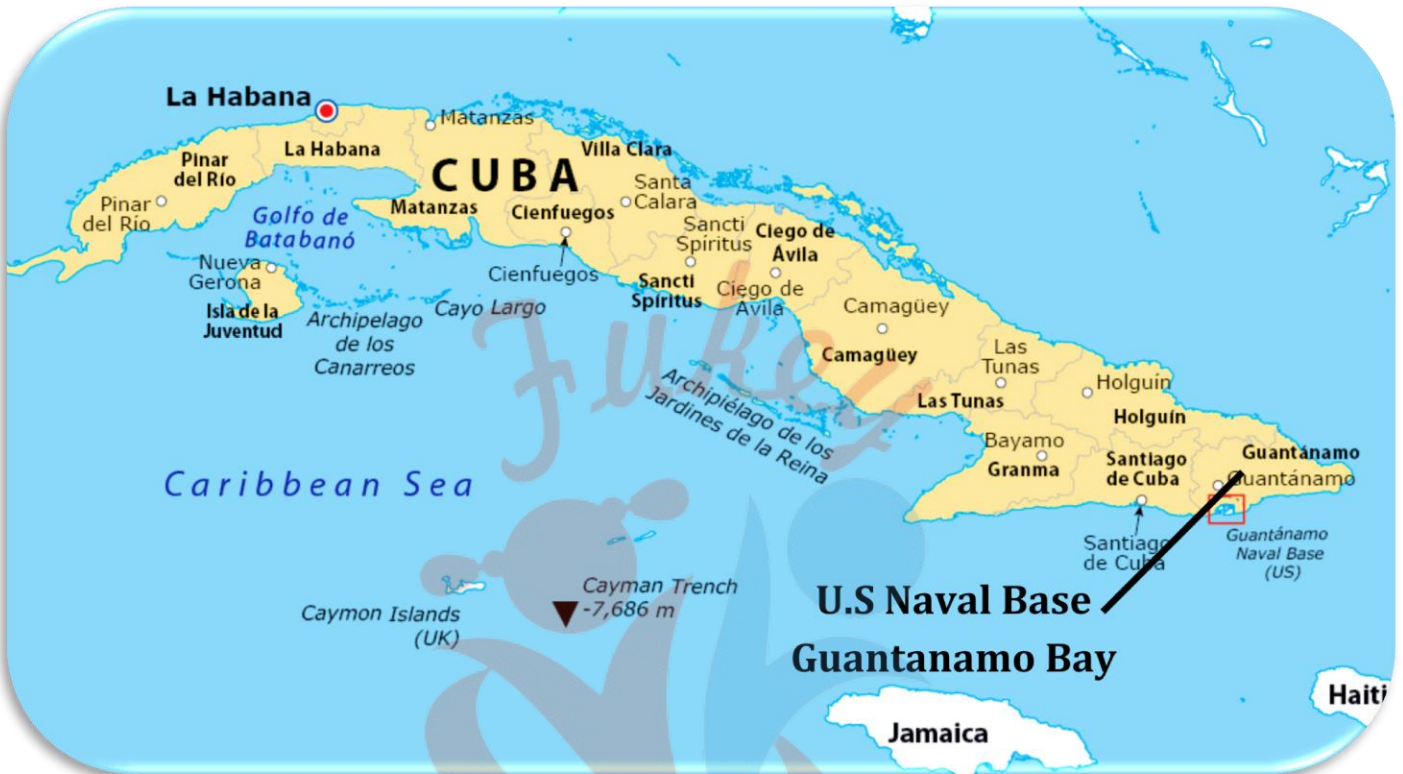 La Habana
Matanzas
Villa Clara
La Habana
Pinar
del Río
CUBA
Santa
Calara
Pinar
del Río
Matanzas
Cienfuegos
Golfo de
Batabanó
Sancti
Spíritus
Ciego de
Ávila
Nueva
Gerona
Cienfuegos
Sancti
Spíritus
Ciego de
Ávila
Isla de la
Juventud
Archipelago
de los
Canarreos
Cayo Largo
Camagüey
Camagüey
Las
Tunas
Holguín
Archipiélago de los
Jardines de la Reina
Las Tunas
Holguín
Fukey
Bayamo
Granma
Santiago
de Cuba
Guantánamo
Guantánamo
Caribbean Sea
Santiago
de Cuba
Guantánamo
Naval Base
(US)
Cayman Trench
-7,686 m
Caymon Islands
(UK)
U.S Naval Base
Guantanamo Bay
Haiti
Jamaica